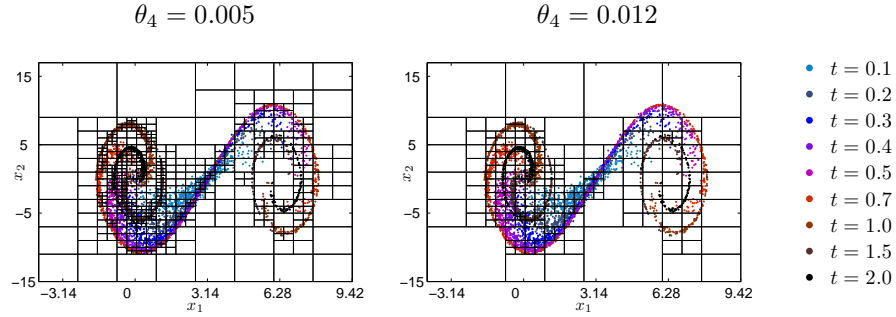 θ₄ = 0.005
θ₄ = 0.012
15
5
−5
−15
x₂
−3.14 0 3.14 6.28 9.42
x₁
15
5
−5
−15
x₂
−3.14 0 3.14 6.28 9.42
x₁
t = 0.1
t = 0.2
t = 0.3
t = 0.4
t = 0.5
t = 0.7
t = 1.0
t = 1.5
t = 2.0